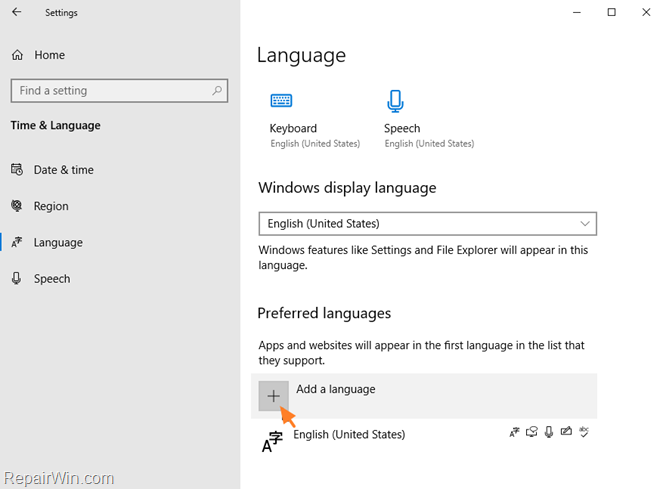 Settings
Home
Find a setting
Time & Language
Date & time
Region
Language
Speech
Language
Keyboard
English (United States)
Speech
English (United States)
Windows display language
English (United States)
Windows features like Settings and File Explorer will appear in this
language.
Preferred languages
Apps and websites will appear in the first language in the list that
they support.
Add a language
English (United States)
RepairWin.com